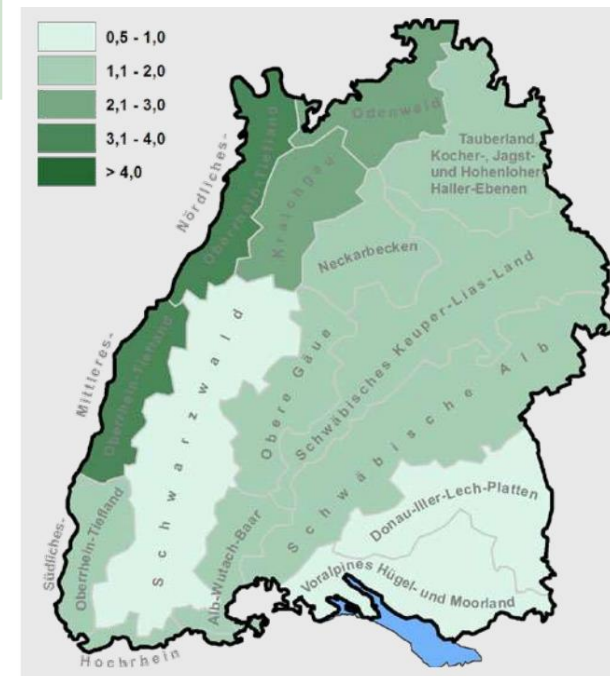 0,5 - 1,0
1,1 - 2,0
2,1 - 3,0
3,1 - 4,0
> 4,0
Nördliches-
Oberrhein-Tiefland
Odenwald
Kraichgau
Tauberland,
Kocher-, Jagst-
und Hohenloher
Haller-Ebenen
Neckarbecken
Mittleres-
Oberrhein-Tiefland
Schwarzwald
Obere Gäue
Schwäbisches Keuper-Lias-Land
Schwäbische Alb
Südliches-
Oberrhein-Tiefland
Alb-Wutach-Baar
Donau-Iller-Lech-Platten
Voralpines Hügel- und Moorland
Hochrhein